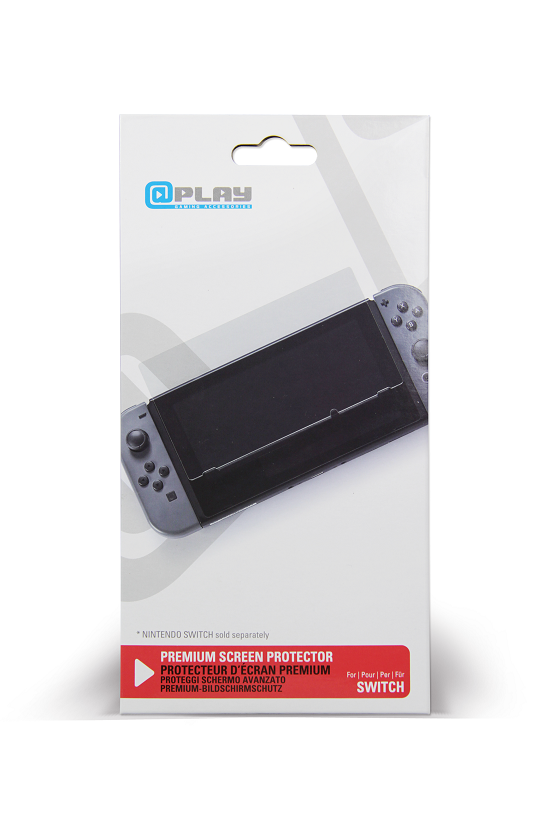 @PLAY
GAMING ACCESSORIES
* NINTENDO SWITCH sold separately
PREMIUM SCREEN PROTECTOR
PROTECTEUR D'ECRAN PREMIUM
PROTEGGI SCHERMO AVANZATO
PREMIUM-BILDSCHIRMSCHUTZ
For | Pour | Per | Für
SWITCH